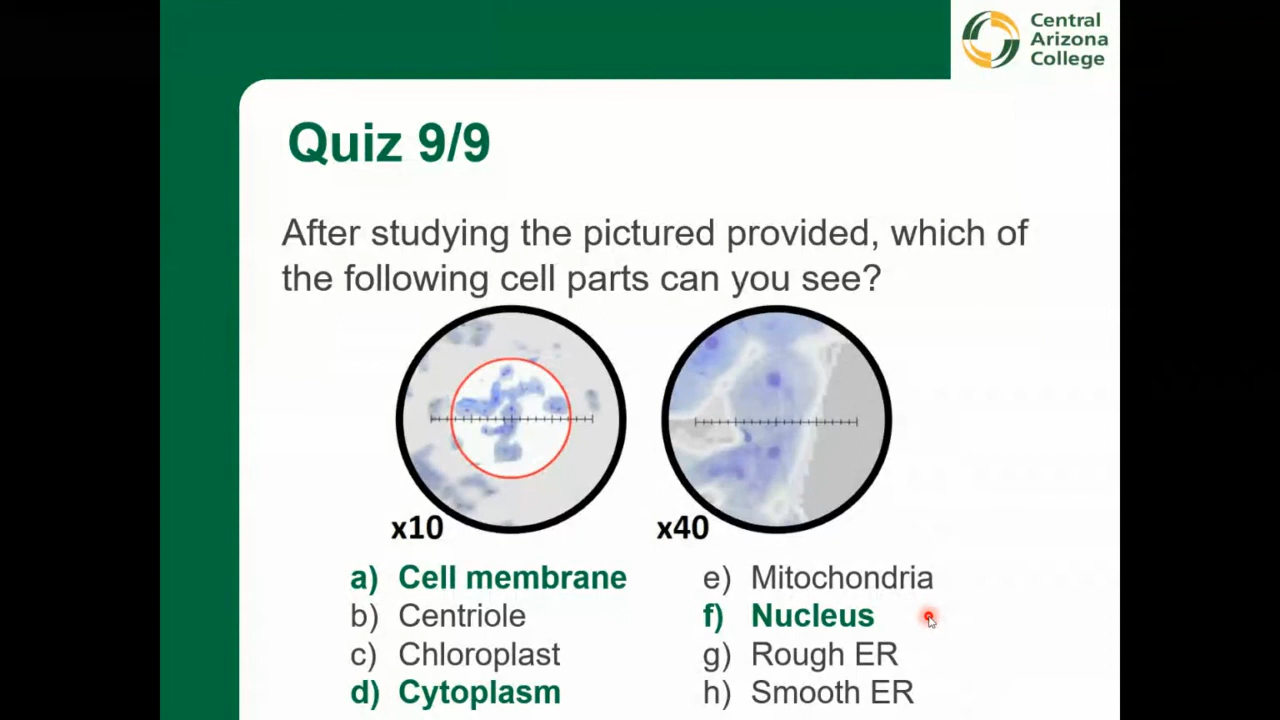 Central
Arizona
College
Quiz 9/9
After studying the pictured provided, which of
the following cell parts can you see?
x10
x40
a) Cell membrane
b) Centriole
c) Chloroplast
d) Cytoplasm
e) Mitochondria
f) Nucleus
g) Rough ER
h) Smooth ER